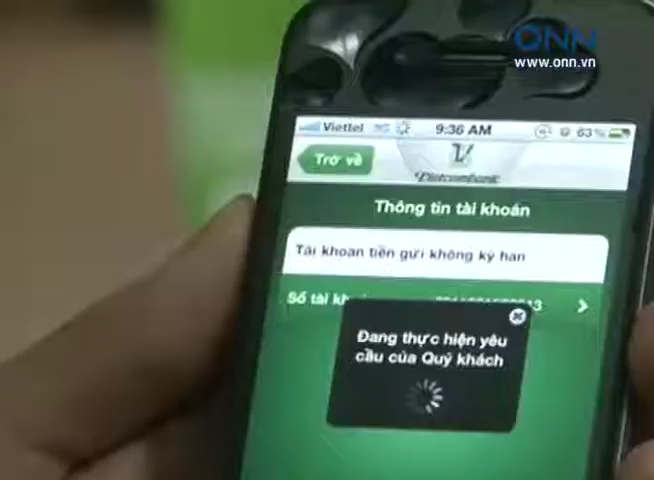 ONN
www.onn.vn
Viettel 3G 9:36 AM 63%
Trở về
Vietcombank
Thông tin tài khoản
Tài khoản tiền gửi không kỳ hạn
Số tài
Đang thực hiện yêu
cầu của Quý khách